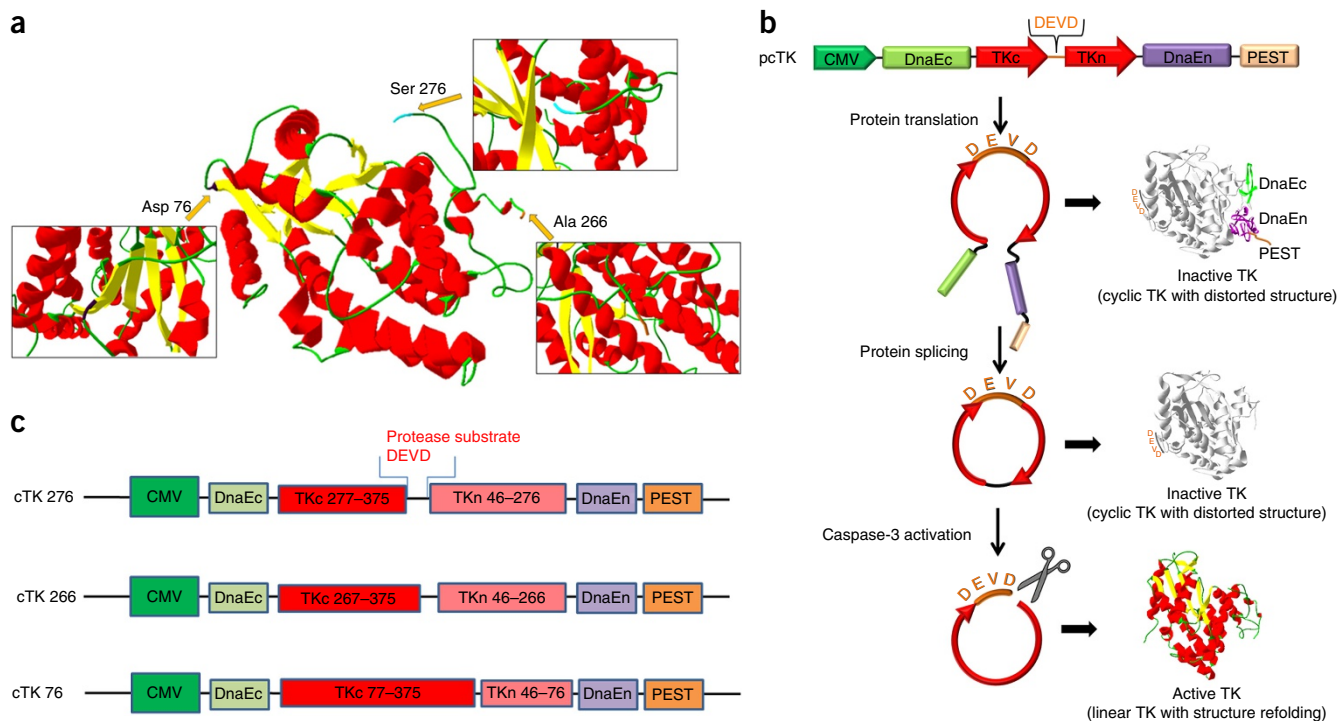 a
Ser 276
Asp 76
Ala 266
b
DEVD
pcTK
CMV
DnaEc
TKc
TKn
DnaEn
PEST
Protein translation
DEVD
DEVD
DnaEc
DnaEn
PEST
Inactive TK
(cyclic TK with distorted structure)
Protein splicing
DEVD
DEVD
Inactive TK
(cyclic TK with distorted structure)
Caspase-3 activation
DEVD
Active TK
(linear TK with structure refolding)
c
Protease substrate
DEVD
cTK 276
CMV
DnaEc
TKc 277–375
TKn 46–276
DnaEn
PEST
cTK 266
CMV
DnaEc
TKc 267–375
TKn 46–266
DnaEn
PEST
cTK 76
CMV
DnaEc
TKc 77–375
TKn 46–76
DnaEn
PEST